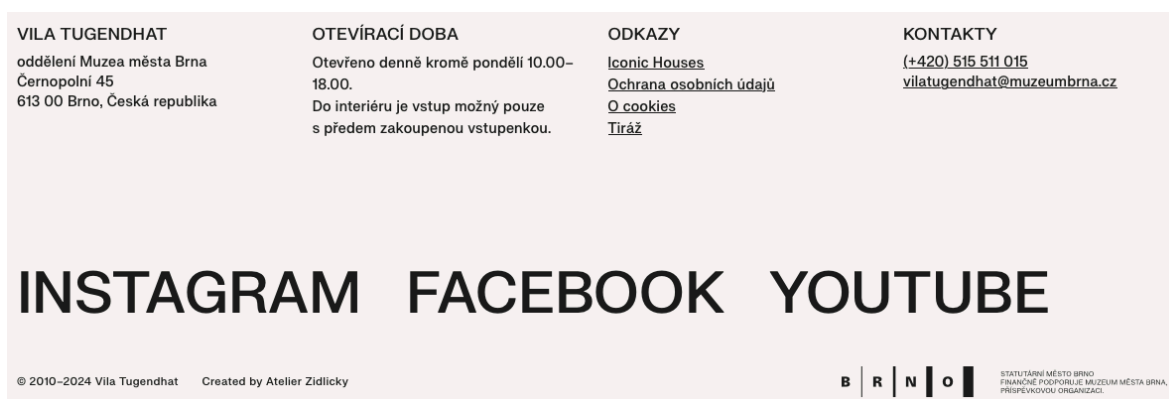 VILA TUGENDHAT
oddělení Muzea města Brna
Černopolní 45
613 00 Brno, Česká republika
OTEVÍRACÍ DOBA
Otevřeno denně kromě pondělí 10.00–
18.00.
Do interiéru je vstup možný pouze
s předem zakoupenou vstupenkou.
ODKAZY
Iconic Houses
Ochrana osobních údajů
O cookies
Tiráž
KONTAKTY
(+420) 515 511 015
vilatugendhat@muzeumbrna.cz
INSTAGRAM FACEBOOK YOUTUBE
© 2010–2024 Vila Tugendhat Created by Atelier Zidlicky
B R N O
STATUTÁRNÍ MĚSTO BRNO
FINANČNĚ PODPORUJE MUZEUM MĚSTA BRNA,
PŘÍSPĚVKOVOU ORGANIZACI.